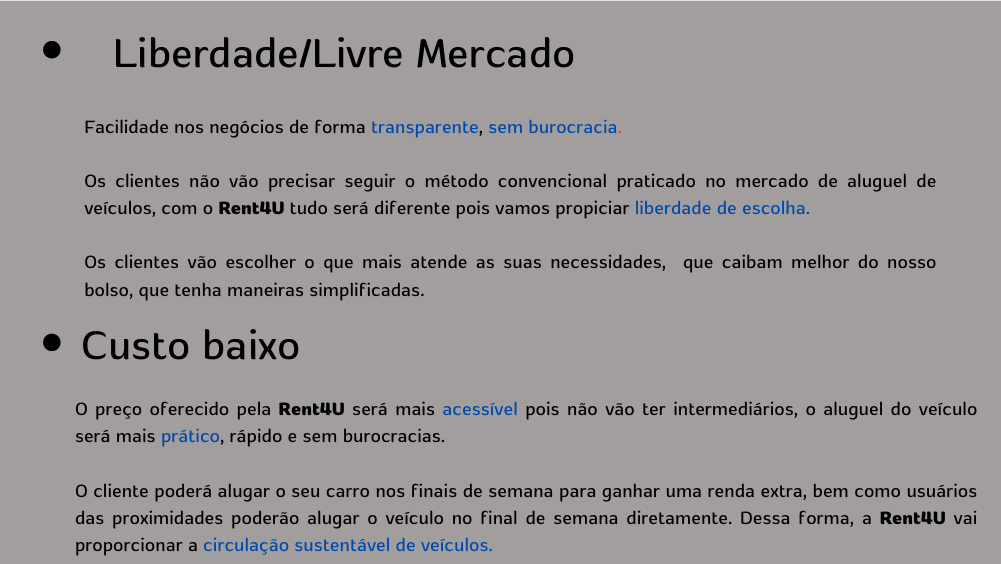 • Liberdade/Livre Mercado
Facilidade nos negócios de forma transparente, sem burocracia.
Os clientes não vão precisar seguir o método convencional praticado no mercado de aluguel de
veículos, com o Rent4U tudo será diferente pois vamos propiciar liberdade de escolha.
Os clientes vão escolher o que mais atende as suas necessidades, que caibam melhor do nosso
bolso, que tenha maneiras simplificadas.
• Custo baixo
O preço oferecido pela Rent4U será mais acessível pois não vão ter intermediários, o aluguel do veículo
será mais prático, rápido e sem burocracias.
O cliente poderá alugar o seu carro nos finais de semana para ganhar uma renda extra, bem como usuários
das proximidades poderão alugar o veículo no final de semana diretamente. Dessa forma, a Rent4U vai
proporcionar a circulação sustentável de veículos.